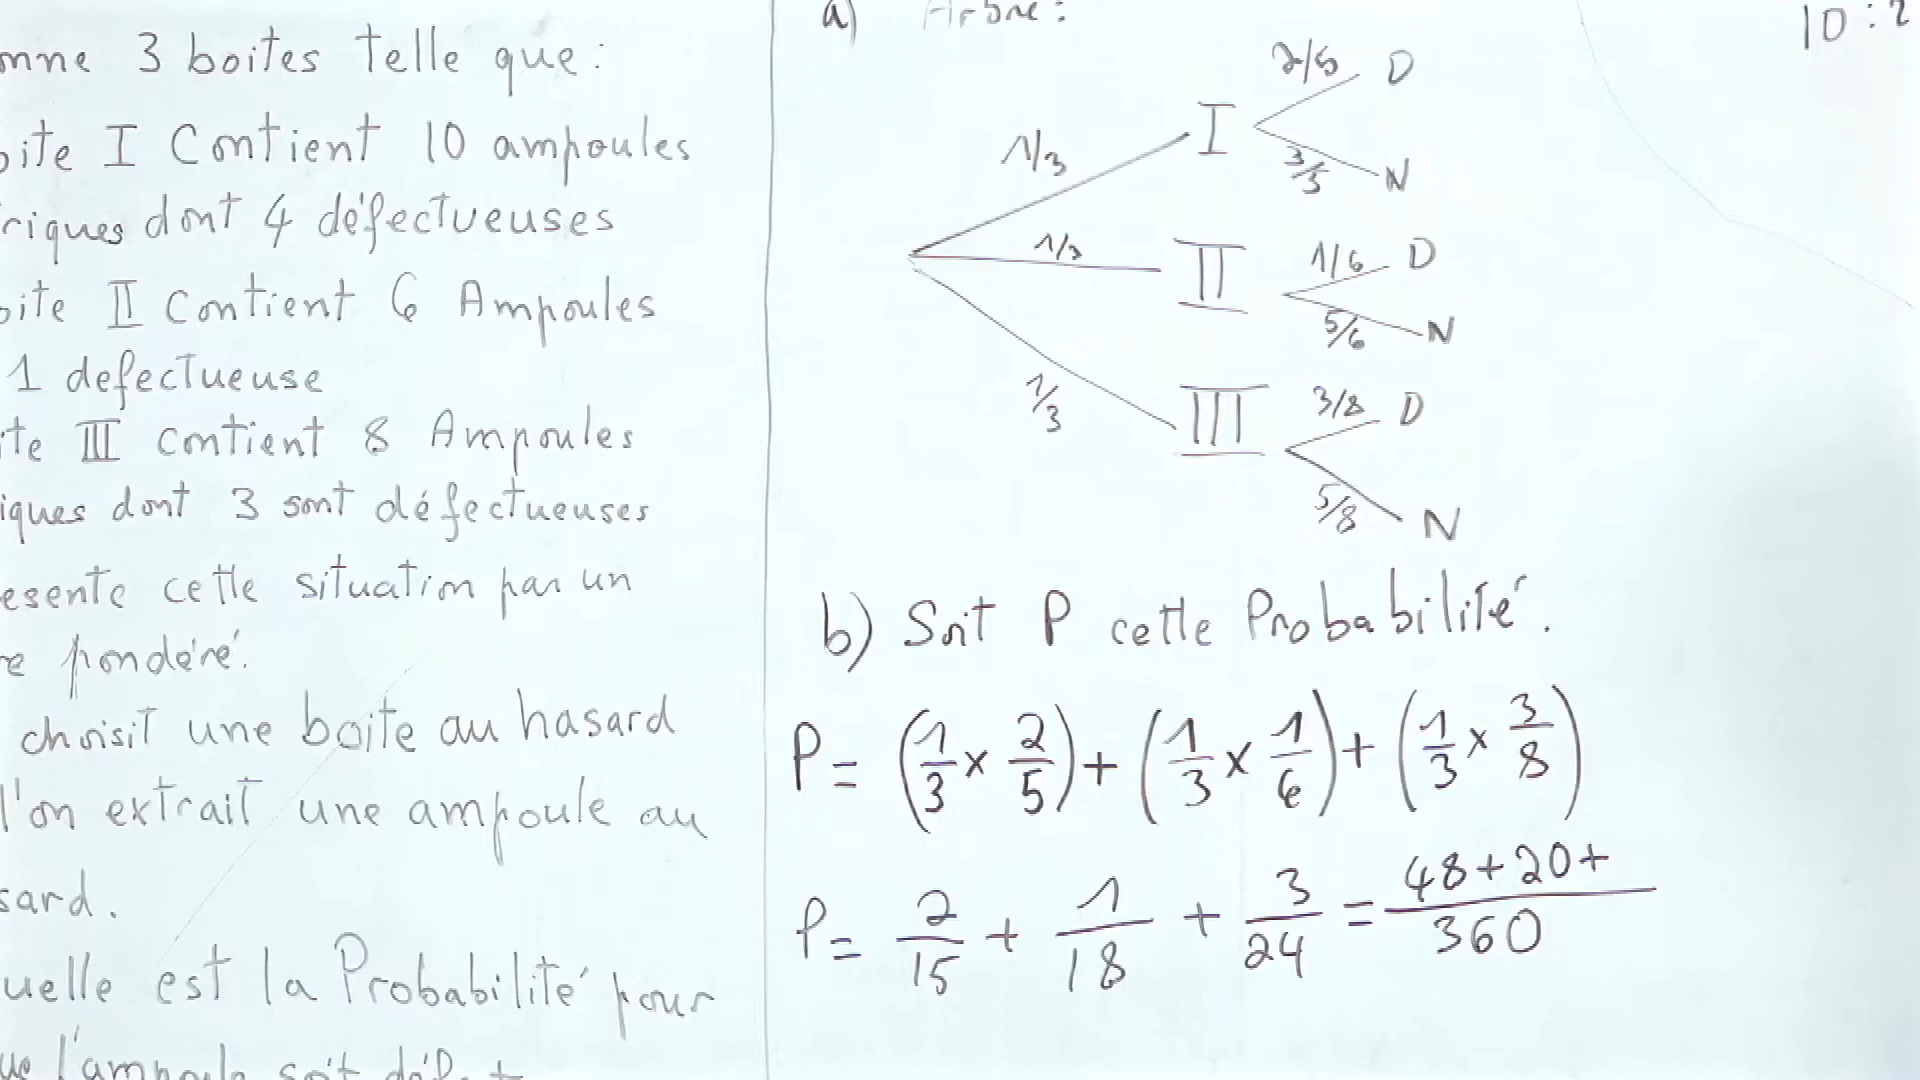 mne 3 boites telle que :
oite I Contient 10 ampoules
riques dont 4 défectueuses
oite II Contient 6 Ampoules
1 defectueuse
te III contient 8 Ampoules
iques dont 3 sont défectueuses
esente cette situation par un
re pondéré.
choisit une boite au hasard
l'on extrait une ampoule au
sard.
uelle est la Probabilité pour
ue l'ampoule soit
a) Arbre :
10 : 2
1/3 I 2/5 D
3/5 N
1/3 II 1/6 D
5/6 N
1/3 III 3/8 D
5/8 N
b) Soit P cette Probabilité.
P = (1/3 × 2/5) + (1/3 × 1/6) + (1/3 × 3/8)
P = 2/15 + 1/18 + 3/24 = 48+20+/360